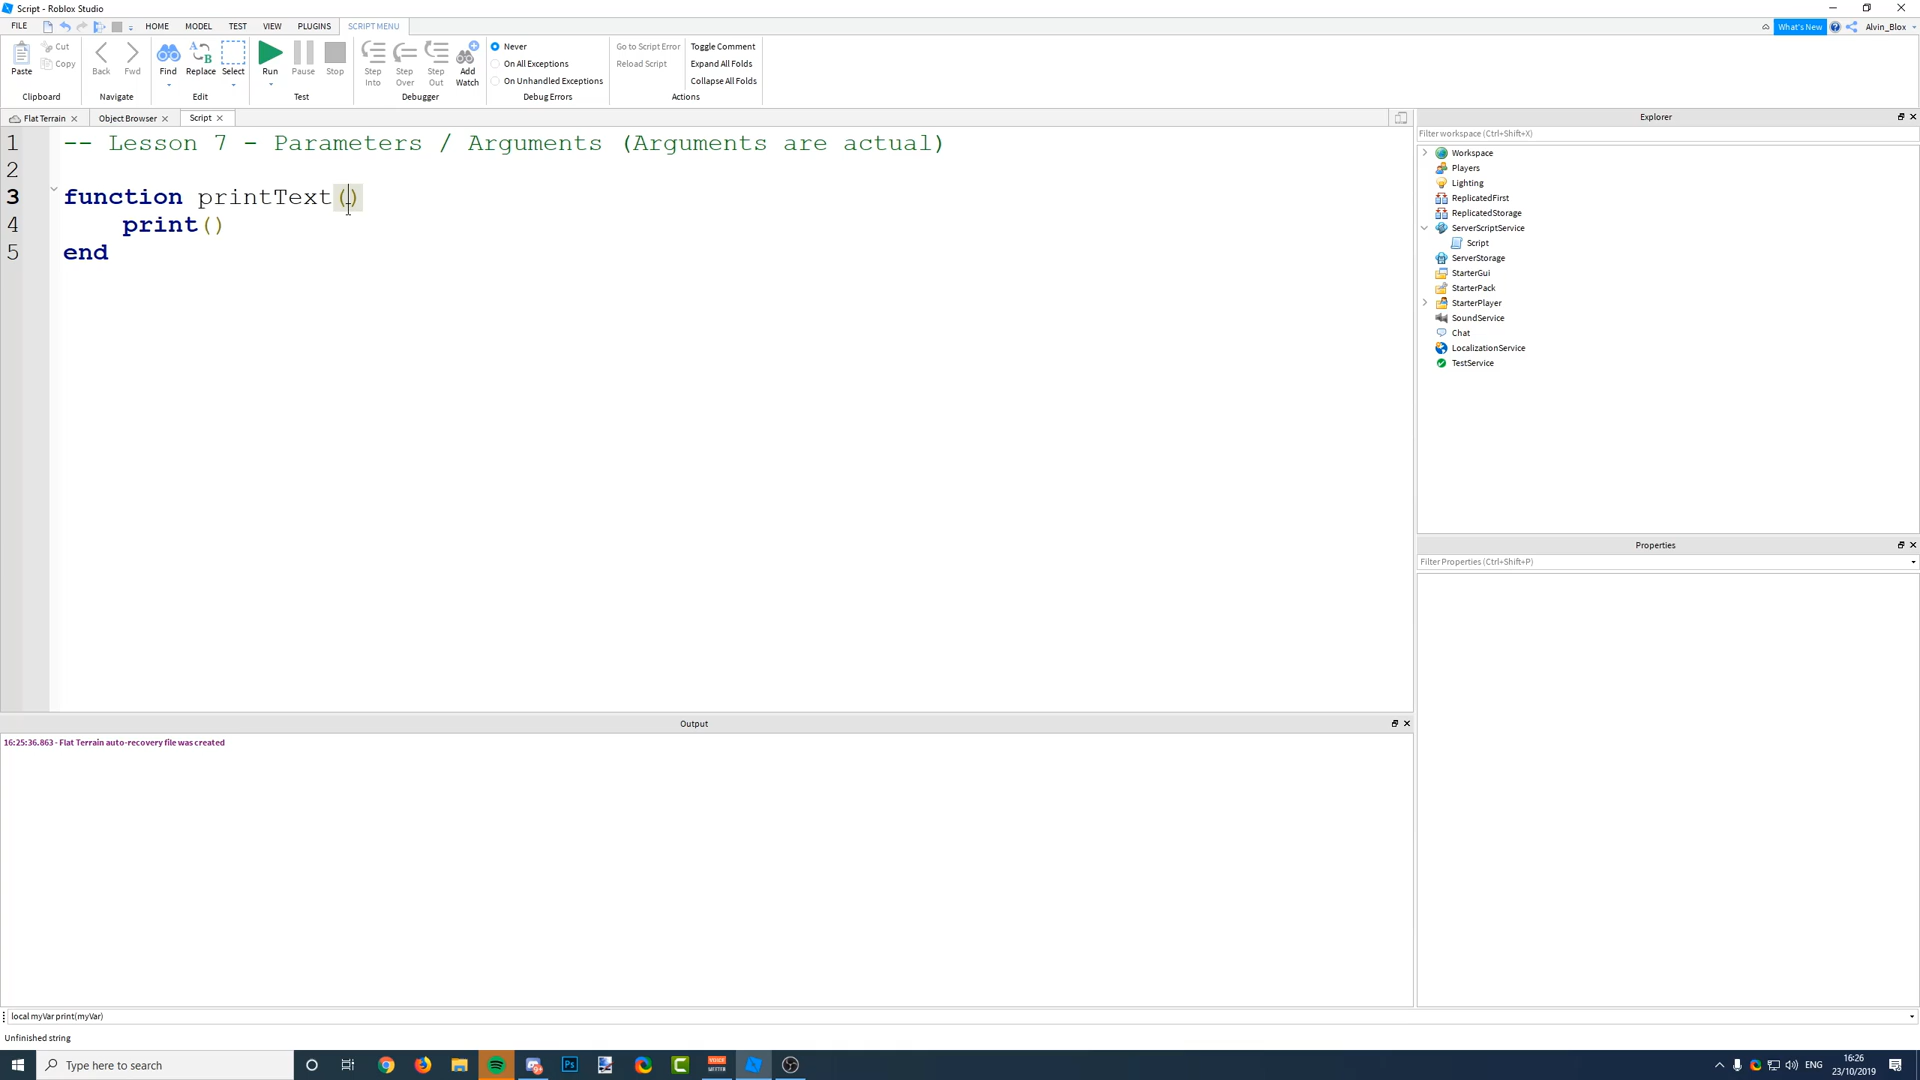 Script - Roblox Studio
FILE HOME MODEL TEST VIEW PLUGINS SCRIPT MENU What's New Alvin_Blox
Paste Cut Copy Back Fwd Find Replace Select Run Pause Stop Step Into Step Over Step Out Add Watch
Never
On All Exceptions
On Unhandled Exceptions
Go to Script Error
Reload Script
Toggle Comment
Expand All Folds
Collapse All Folds
Clipboard Navigate Edit Test Debugger Debug Errors Actions
Flat Terrain Object Browser Script
1 -- Lesson 7 - Parameters / Arguments (Arguments are actual)
2
3 function printText()
4 print()
5 end
Explorer
Filter workspace (Ctrl+Shift+X)
Workspace
Players
Lighting
ReplicatedFirst
ReplicatedStorage
ServerScriptService
Script
ServerStorage
StarterGui
StarterPack
StarterPlayer
SoundService
Chat
LocalizationService
TestService
Properties
Filter Properties (Ctrl+Shift+P)
Output
16:25:36.863 - Flat Terrain auto-recovery file was created
local myVar print(myVar)
Unfinished string
Type here to search
Ps
ENG
16:26
23/10/2019